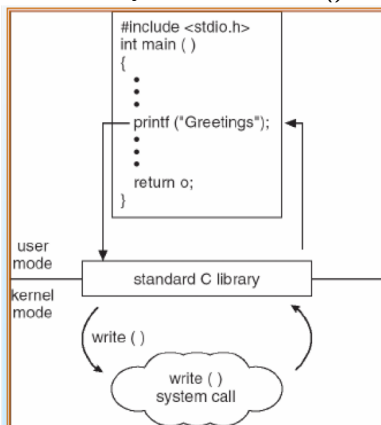 #include <stdio.h>
int main ( )
{
printf ("Greetings");
return o;
}
user
mode
standard C library
kernel
mode
write ( )
write ( )
system call